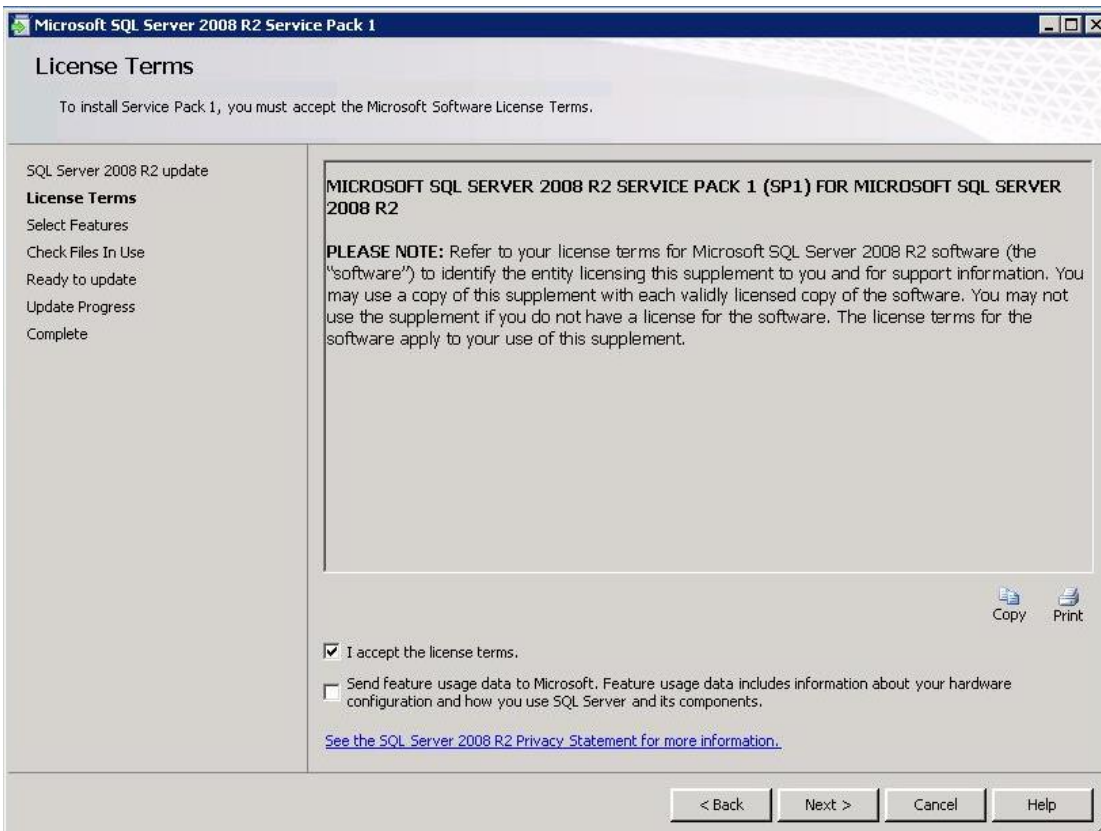 Microsoft SQL Server 2008 R2 Service Pack 1
License Terms
To install Service Pack 1, you must accept the Microsoft Software License Terms.
SQL Server 2008 R2 update
License Terms
Select Features
Check Files In Use
Ready to update
Update Progress
Complete
MICROSOFT SQL SERVER 2008 R2 SERVICE PACK 1 (SP1) FOR MICROSOFT SQL SERVER
2008 R2
PLEASE NOTE: Refer to your license terms for Microsoft SQL Server 2008 R2 software (the
"software") to identify the entity licensing this supplement to you and for support information. You
may use a copy of this supplement with each validly licensed copy of the software. You may not
use the supplement if you do not have a license for the software. The license terms for the
software apply to your use of this supplement.
Copy Print
I accept the license terms.
Send feature usage data to Microsoft. Feature usage data includes information about your hardware
configuration and how you use SQL Server and its components.
See the SQL Server 2008 R2 Privacy Statement for more information.
< Back Next > Cancel Help